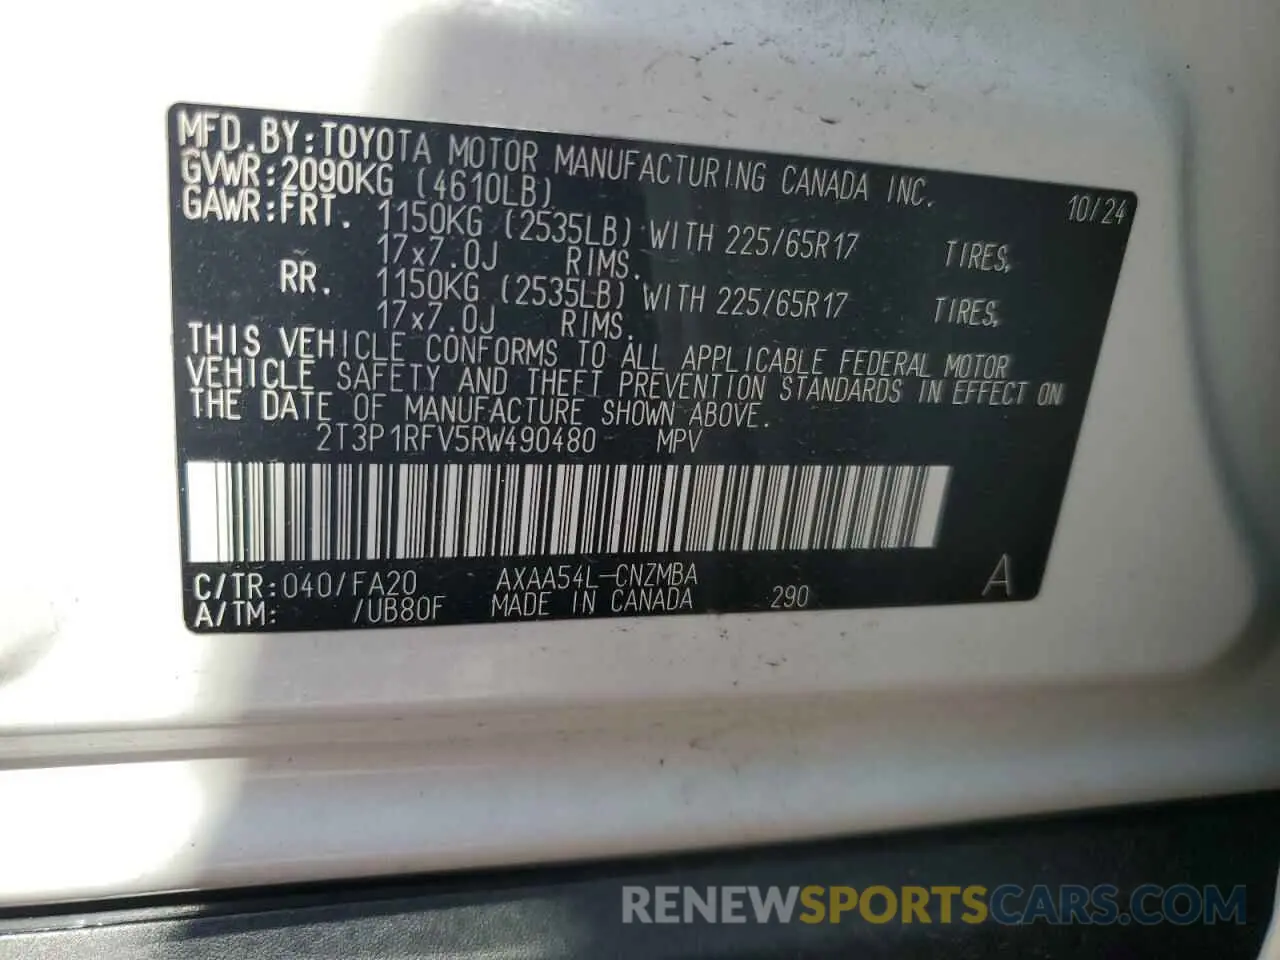 MFD.BY:TOYOTA MOTOR MANUFACTURING CANADA INC.
GVWR:2090KG (4610LB) 10/24
GAWR:FRT. 1150KG (2535LB) WITH 225/65R17 TIRES,
17x7.0J RIMS.
RR. 1150KG (2535LB) WITH 225/65R17 TIRES,
17x7.0J RIMS.
THIS VEHICLE CONFORMS TO ALL APPLICABLE FEDERAL MOTOR
VEHICLE SAFETY AND THEFT PREVENTION STANDARDS IN EFFECT ON
THE DATE OF MANUFACTURE SHOWN ABOVE.
2T3P1RFV5RW490480 MPV
C/TR:040/FA20 AXAA54L-CNZMBA A
A/TM: /UB80F MADE IN CANADA 290
RENEWSPORTSCARS.COM